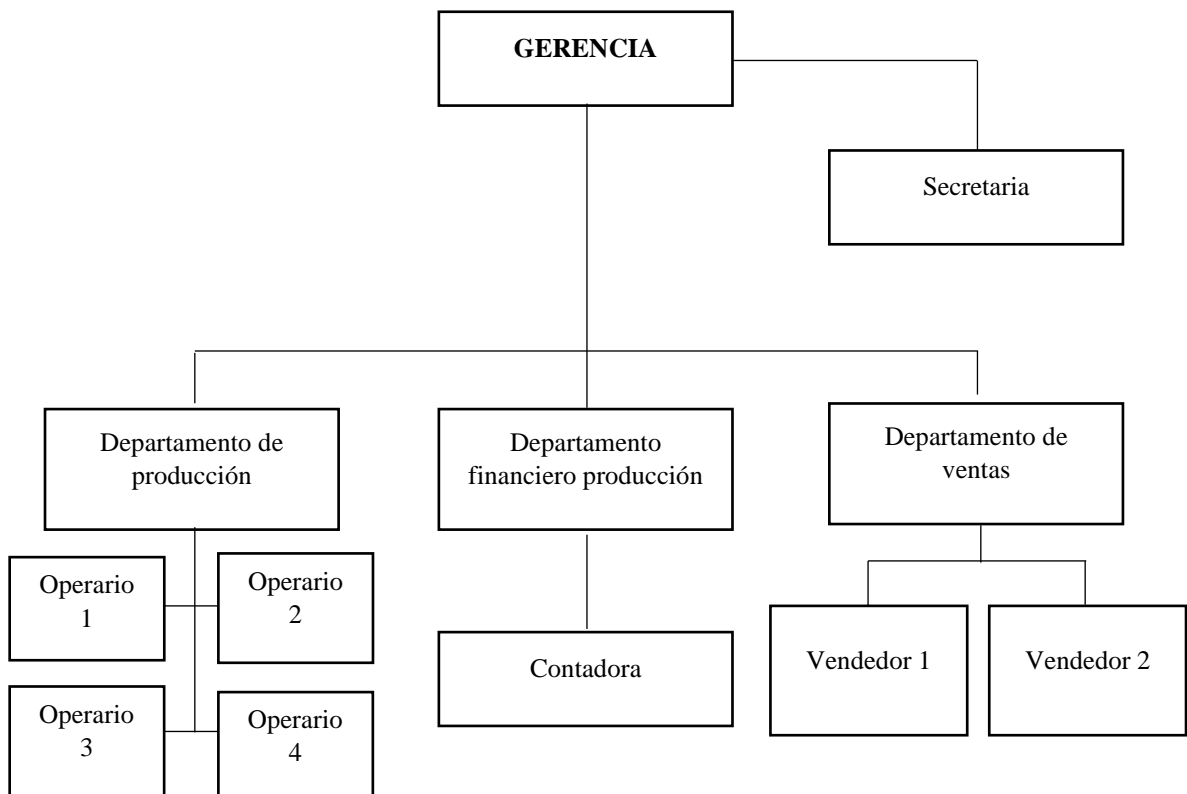 GERENCIA
Secretaria
Departamento de
producción
Departamento
financiero producción
Departamento de
ventas
Operario
1
Operario
2
Operario
3
Operario
4
Contadora
Vendedor 1
Vendedor 2